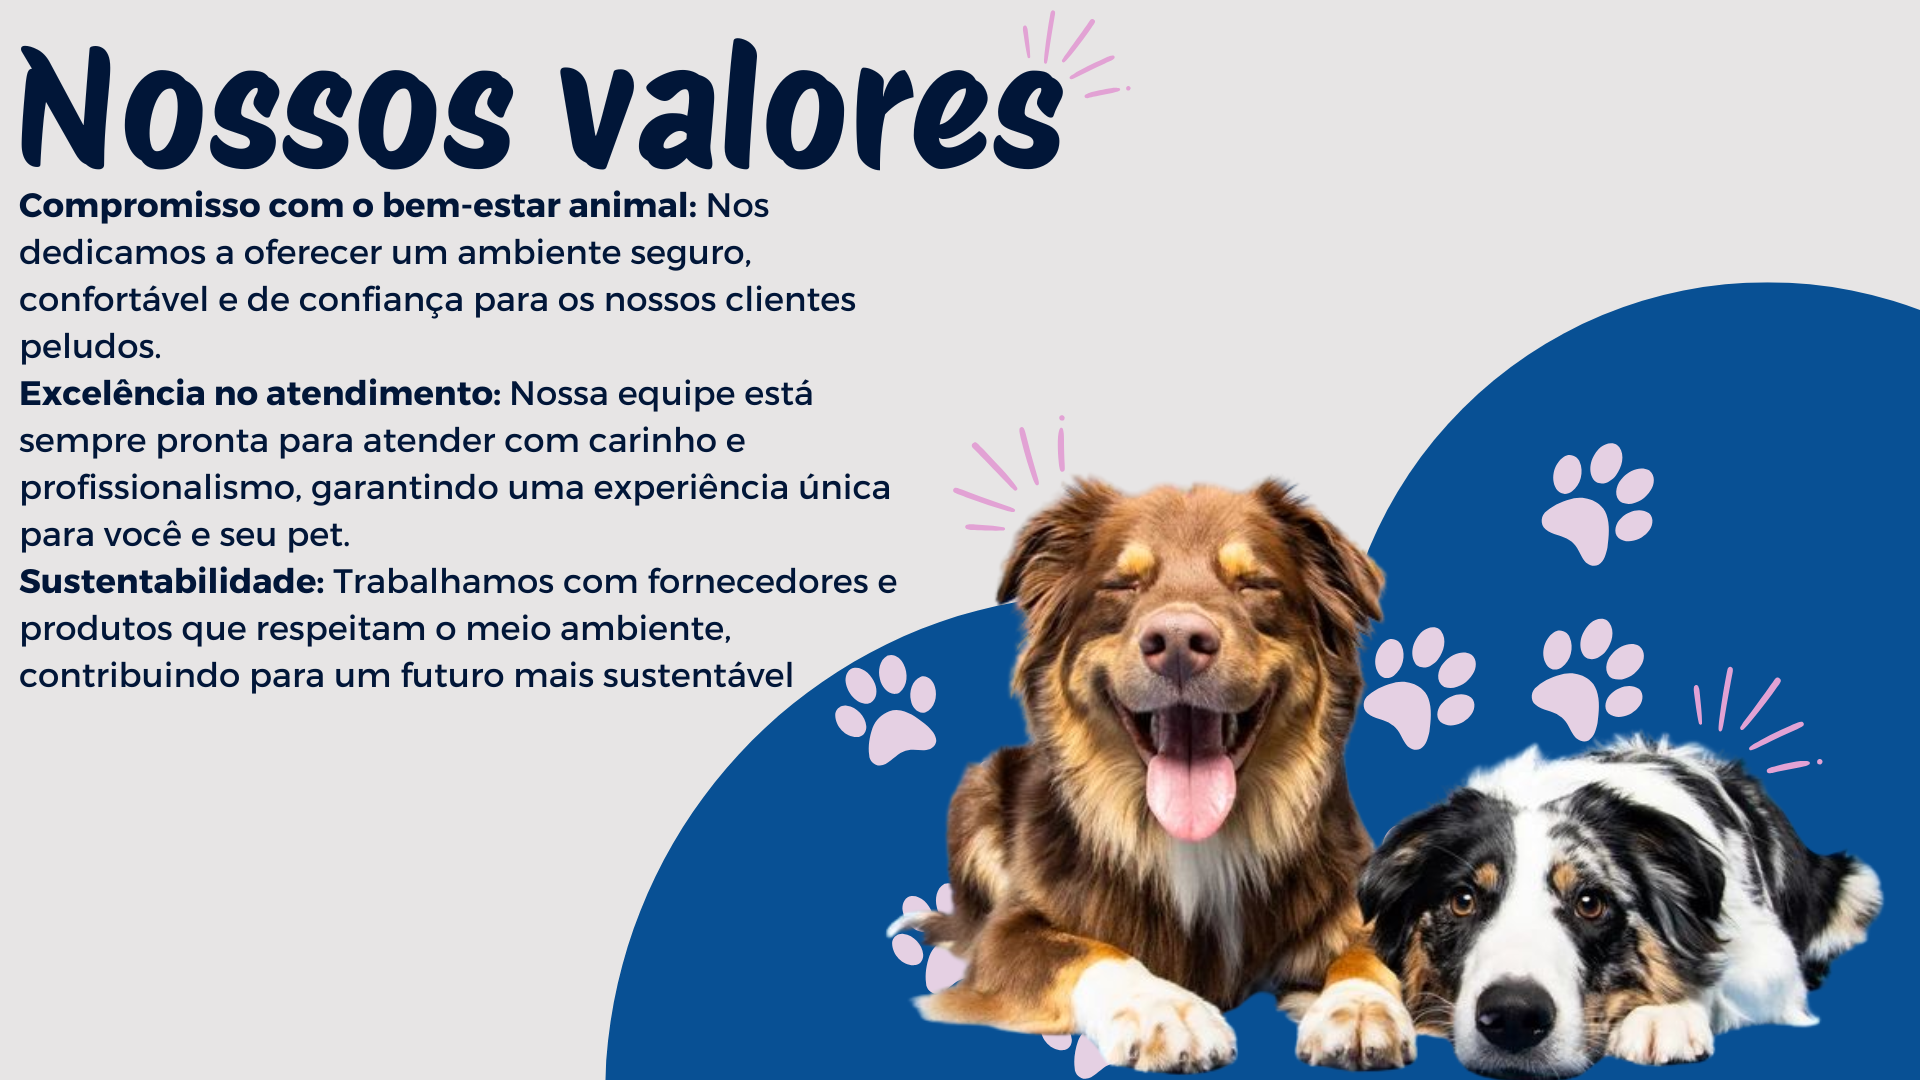 Nossos valores
Compromisso com o bem-estar animal: Nos
dedicamos a oferecer um ambiente seguro,
confortável e de confiança para os nossos clientes
peludos.
Excelência no atendimento: Nossa equipe está
sempre pronta para atender com carinho e
profissionalismo, garantindo uma experiência única
para você e seu pet.
Sustentabilidade: Trabalhamos com fornecedores e
produtos que respeitam o meio ambiente,
contribuindo para um futuro mais sustentável